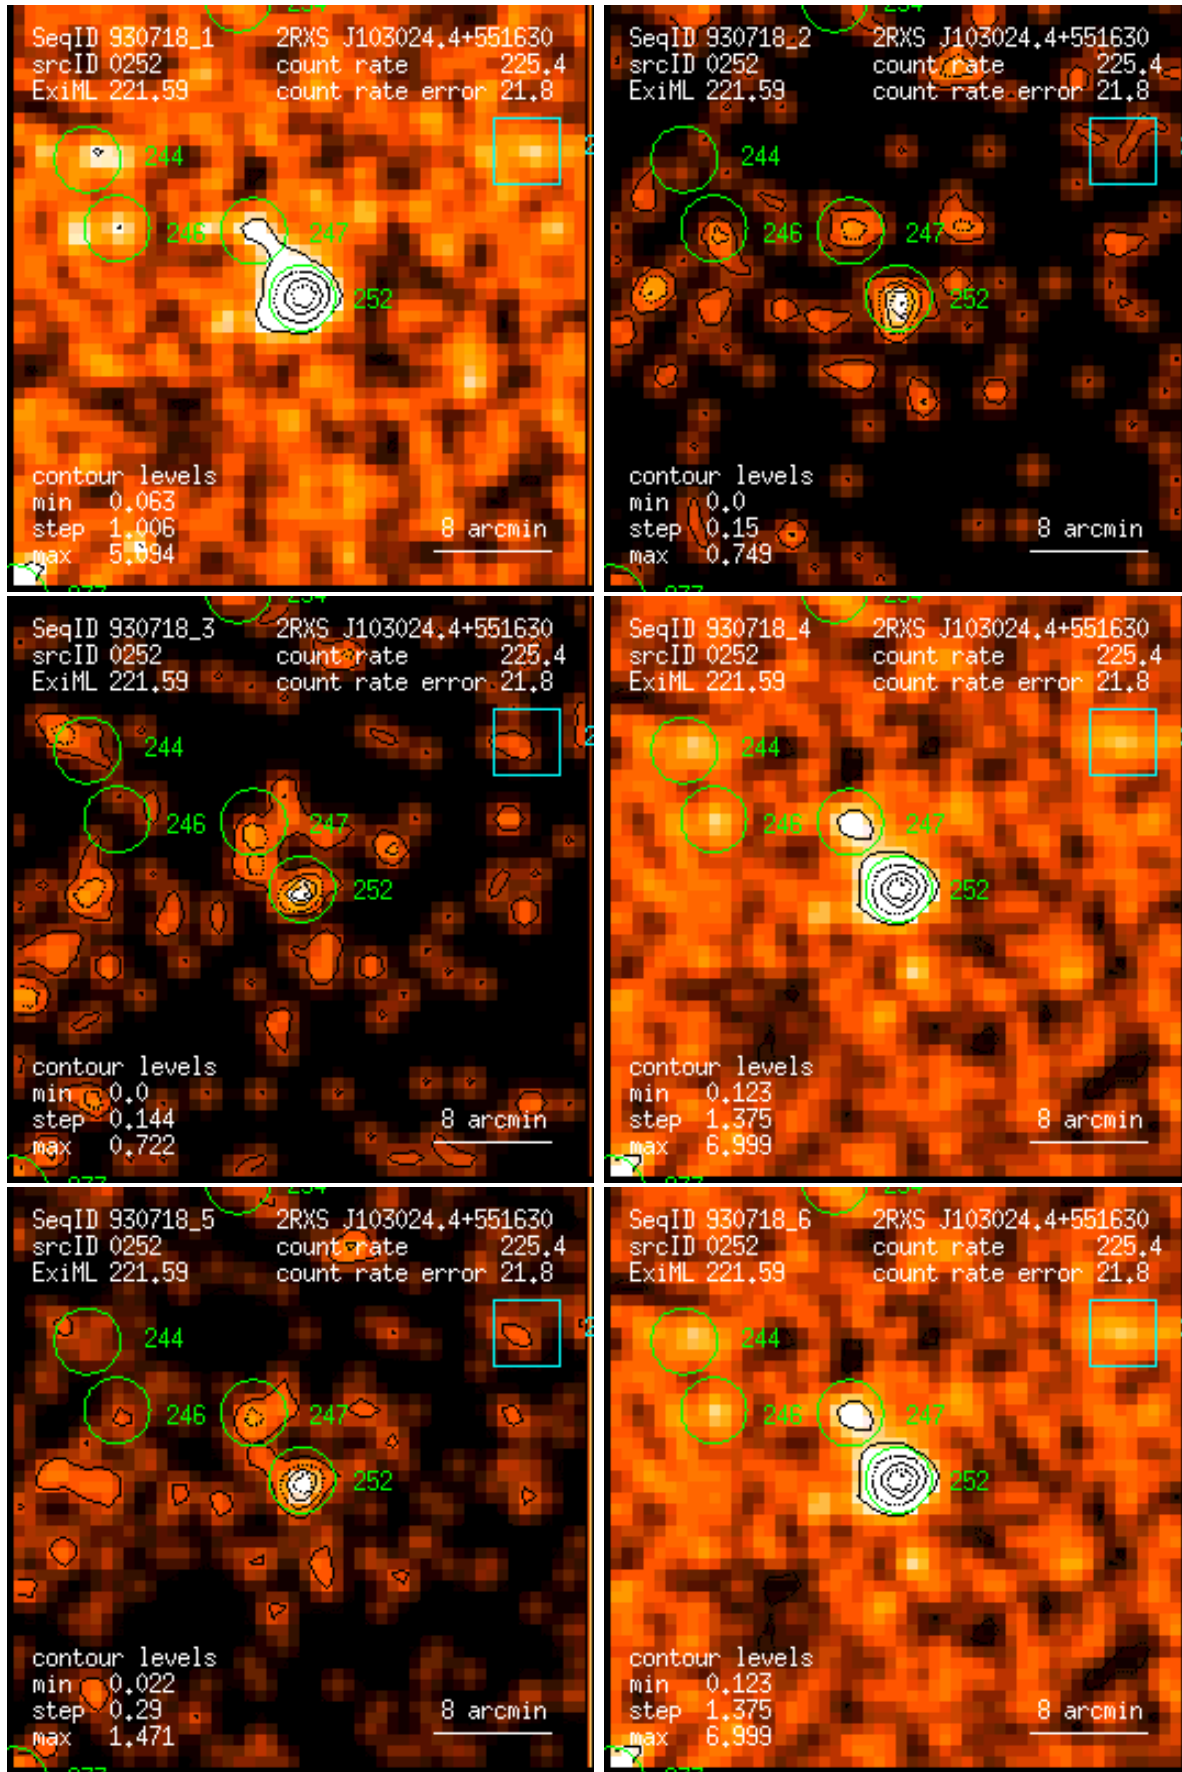 234
SeqID 930718_1 2RXS J103024.4+551630
srcID 0252 count rate 225.4
ExiML 221.59 count rate error 21.8
244
246 247
252
contour levels
min 0.063
step 1.006 8 arcmin
max 5.094
277
234
SeqID 930718_2 2RXS J103024.4+551630
srcID 0252 count rate 225.4
ExiML 221.59 count rate error 21.8
244
246 247
252
contour levels
min 0.0
step 0.15 8 arcmin
max 0.749
277
SeqID 930718_3 2RXS J103024.4+551630
srcID 0252 count rate 225.4
ExiML 221.59 count rate error 21.8
244
246 247
252
contour levels
min 0.0
step 0.144 8 arcmin
max 0.722
SeqID 930718_4 2RXS J103024.4+551630
srcID 0252 count rate 225.4
ExiML 221.59 count rate error 21.8
244
246 247
252
contour levels
min 0.123
step 1.375 8 arcmin
max 6.999
SeqID 930718_5 2RXS J103024.4+551630
srcID 0252 count rate 225.4
ExiML 221.59 count rate error 21.8
244
246 247
252
contour levels
min 0.022
step 0.29 8 arcmin
max 1.471
SeqID 930718_6 2RXS J103024.4+551630
srcID 0252 count rate 225.4
ExiML 221.59 count rate error 21.8
244
246 247
252
contour levels
min 0.123
step 1.375 8 arcmin
max 6.999